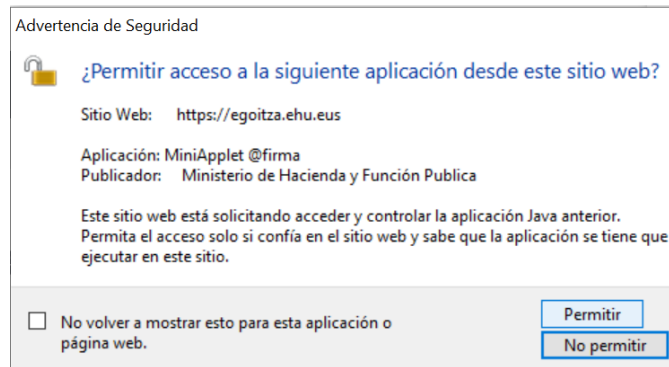 Advertencia de Seguridad
¿Permitir acceso a la siguiente aplicación desde este sitio web?
Sitio Web: https://egoitza.ehu.eus
Aplicación: MiniApplet @firma
Publicador: Ministerio de Hacienda y Función Publica
Este sitio web está solicitando acceder y controlar la aplicación Java anterior.
Permita el acceso solo si confía en el sitio web y sabe que la aplicación se tiene que
ejecutar en este sitio.
No volver a mostrar esto para esta aplicación o
página web.
Permitir
No permitir